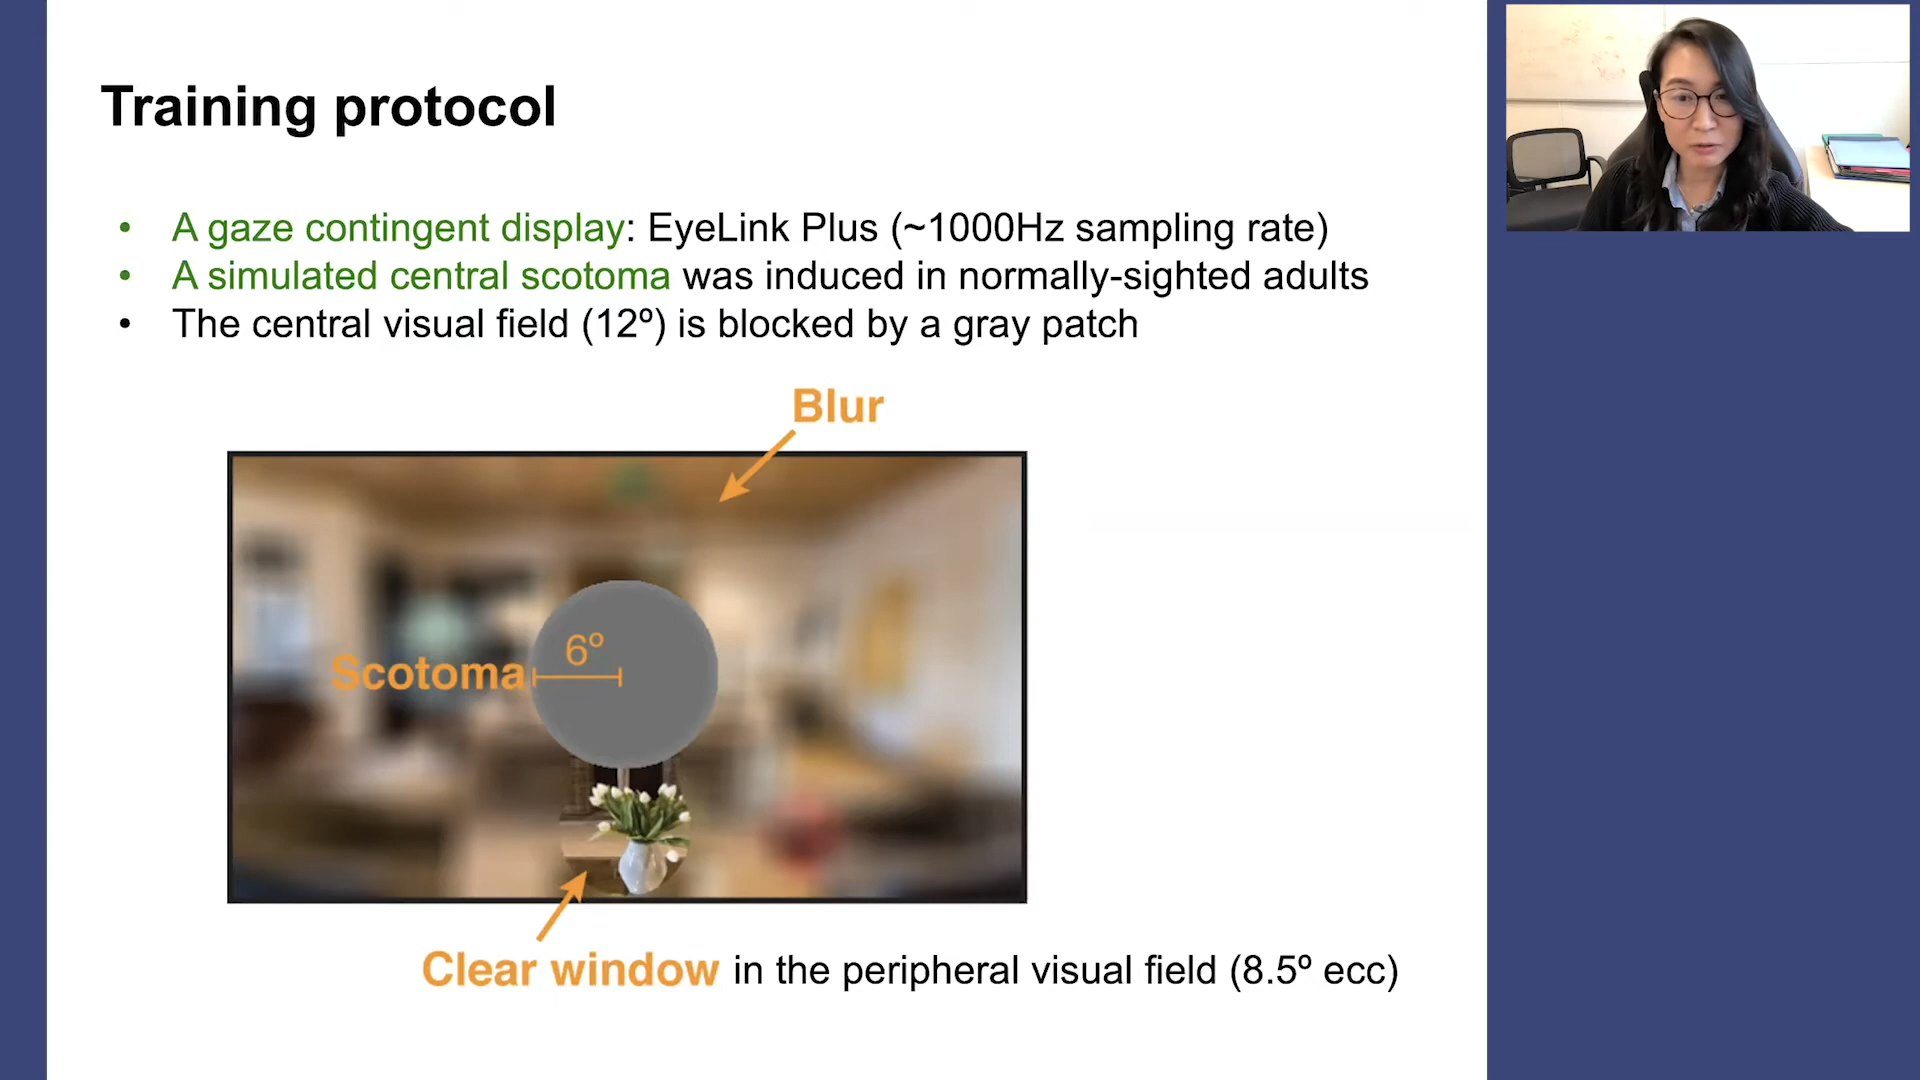 Training protocol
• A gaze contingent display: EyeLink Plus (~1000Hz sampling rate)
• A simulated central scotoma was induced in normally-sighted adults
• The central visual field (12º) is blocked by a gray patch
Blur
6º
Scotoma
Clear window in the peripheral visual field (8.5º ecc)